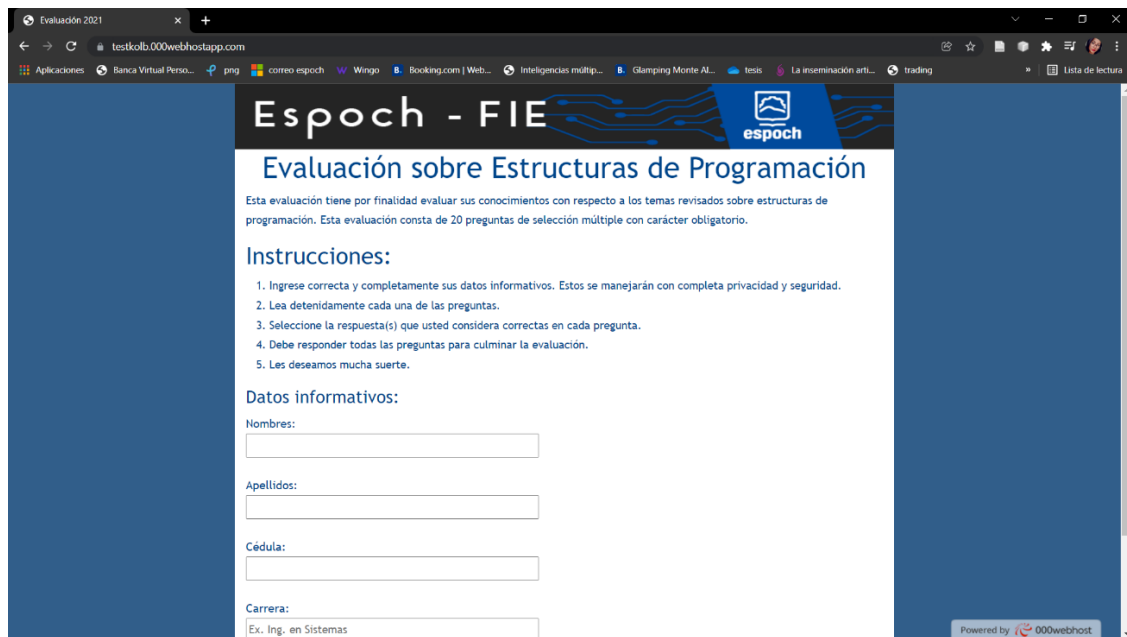 Evaluación 2021
testkolb.000webhostapp.com
Aplicaciones Banca Virtual Perso... png correo espoch Wingo Booking.com | Web... Inteligencias múltip... Glamping Monte Al... tesis La inseminación arti... trading » Lista de lectura
Espoch - FIE
espoch
Evaluación sobre Estructuras de Programación
Esta evaluación tiene por finalidad evaluar sus conocimientos con respecto a los temas revisados sobre estructuras de
programación. Esta evaluación consta de 20 preguntas de selección múltiple con carácter obligatorio.
Instrucciones:
1. Ingrese correcta y completamente sus datos informativos. Estos se manejarán con completa privacidad y seguridad.
2. Lea detenidamente cada una de las preguntas.
3. Seleccione la respuesta(s) que usted considera correctas en cada pregunta.
4. Debe responder todas las preguntas para culminar la evaluación.
5. Les deseamos mucha suerte.
Datos informativos:
Nombres:
Apellidos:
Cédula:
Carrera:
Ex. Ing. en Sistemas
Powered by 000webhost